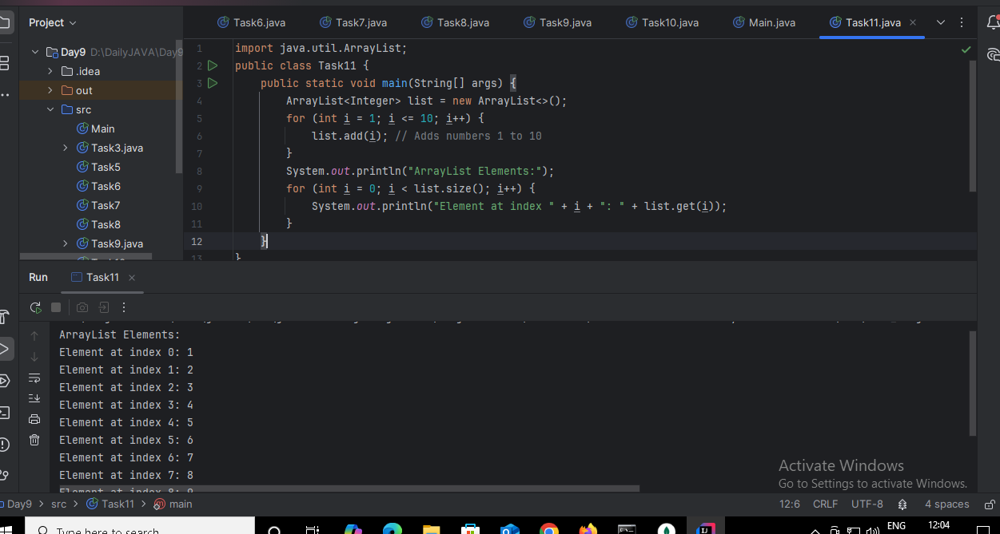 Project
Task6.java
Task7.java
Task8.java
Task9.java
Task10.java
Main.java
Task11.java
Day9 D:\DailyJAVA\Day9
.idea
out
src
Main
Task3.java
Task5
Task6
Task7
Task8
Task9.java
1 import java.util.ArrayList;
2 public class Task11 {
3 public static void main(String[] args) {
4 ArrayList<Integer> list = new ArrayList<>();
5 for (int i = 1; i <= 10; i++) {
6 list.add(i); // Adds numbers 1 to 10
7 }
8 System.out.println("ArrayList Elements:");
9 for (int i = 0; i < list.size(); i++) {
10 System.out.println("Element at index " + i + ": " + list.get(i));
11 }
12 }
13 }
Run
Task11
ArrayList Elements:
Element at index 0: 1
Element at index 1: 2
Element at index 2: 3
Element at index 3: 4
Element at index 4: 5
Element at index 5: 6
Element at index 6: 7
Element at index 7: 8
Element at index 8: 9
Activate Windows
Go to Settings to activate Windows.
Day9 > src > Task11 > main
12:6 CRLF UTF-8 4 spaces
Type here to search
ENG
12:04